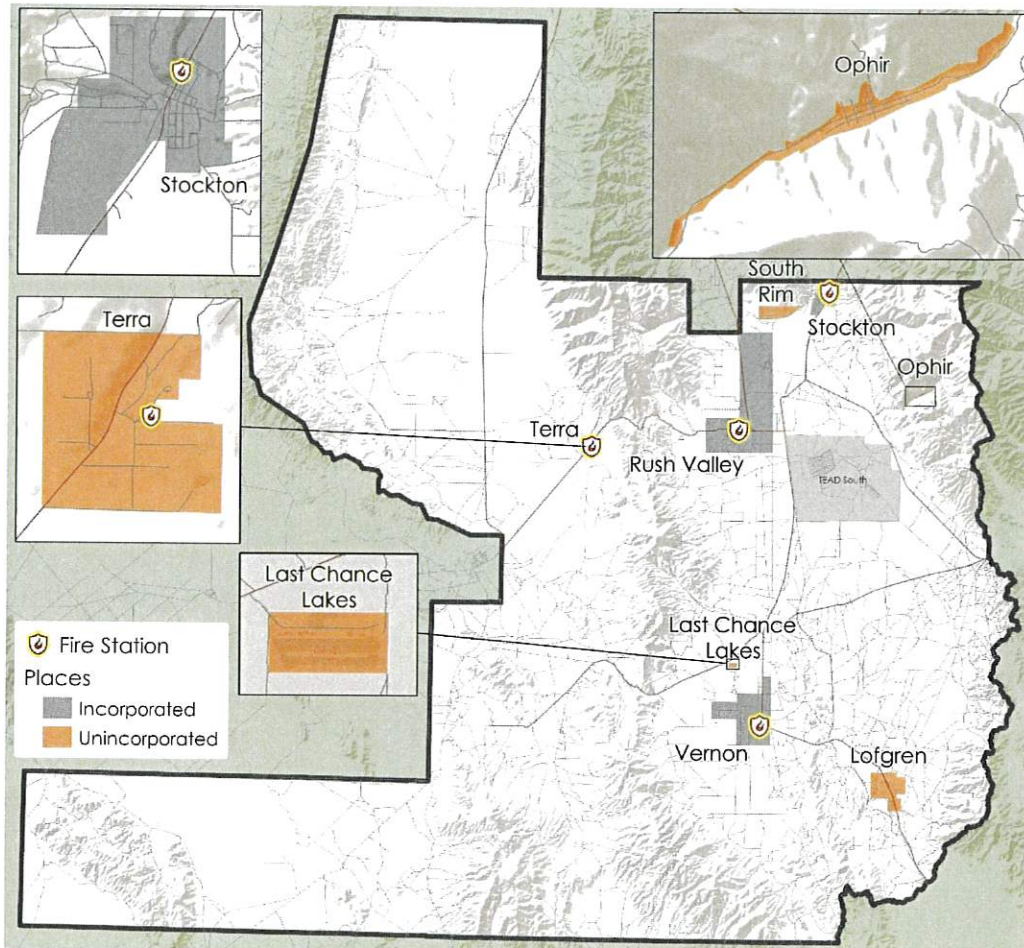 Stockton
Ophir
Terra
Last Chance
Lakes
Fire Station
Places
Incorporated
Unincorporated
South
Rim
Stockton
Ophir
Terra
Rush Valley
TEAD South
Last Chance
Lakes
Vernon
Lofgren